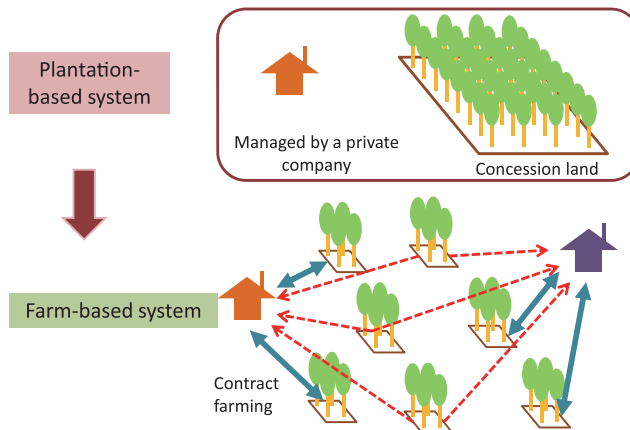 Plantation-
based system
Managed by a private
company
Concession land
Farm-based system
Contract
farming